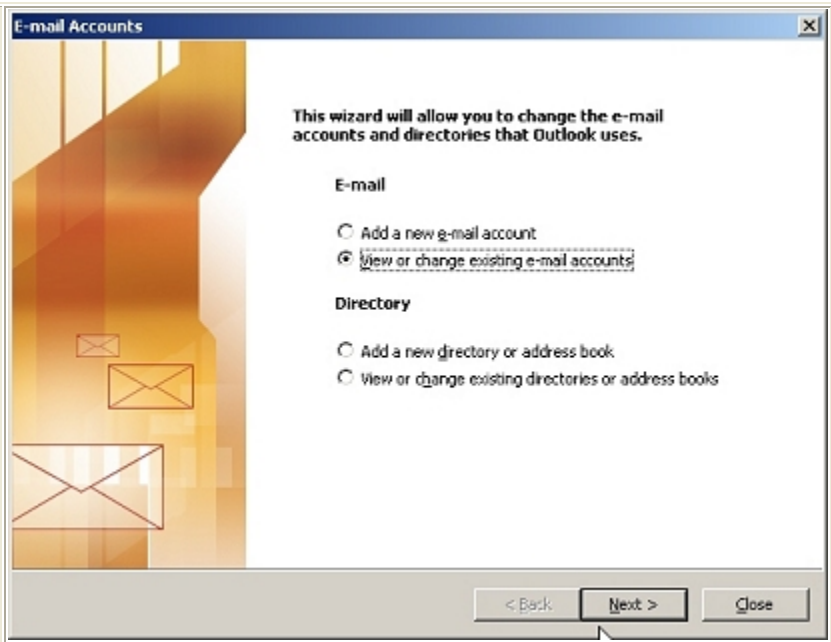 E-mail Accounts
This wizard will allow you to change the e-mail
accounts and directories that Outlook uses.
E-mail
Add a new e-mail account
View or change existing e-mail accounts
Directory
Add a new directory or address book
View or change existing directories or address books
< Back
Next >
Close